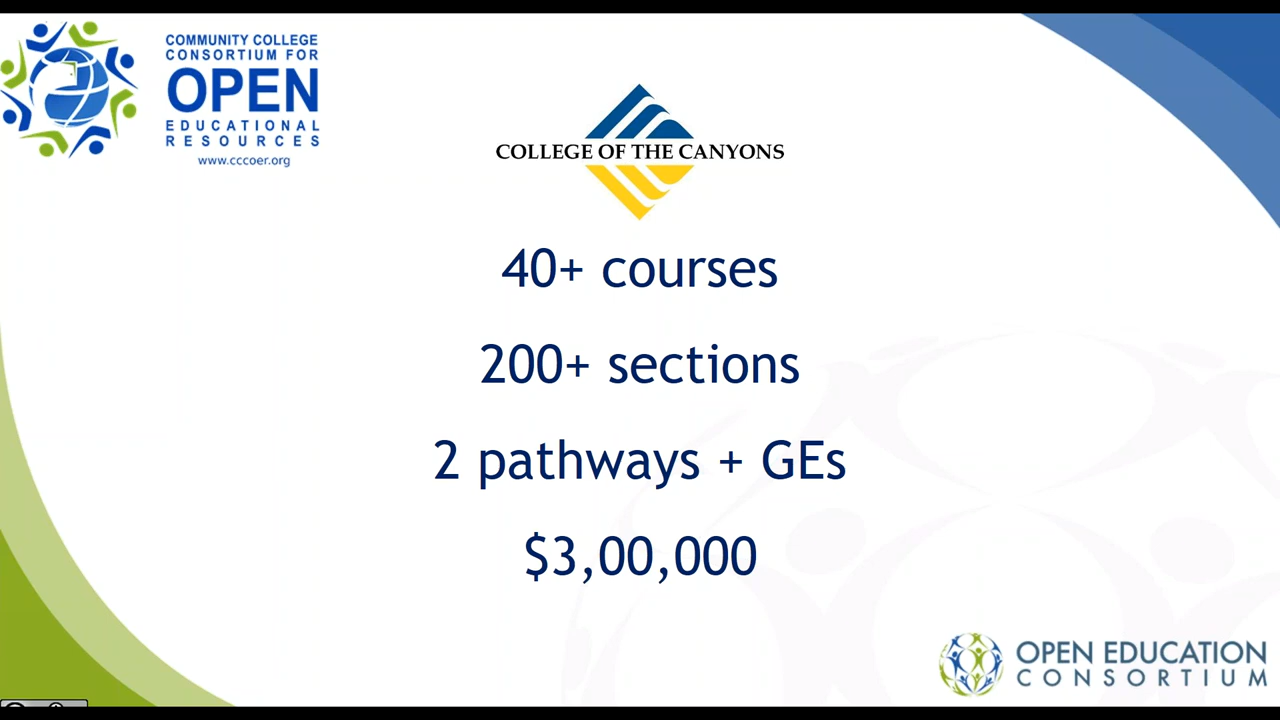 COMMUNITY COLLEGE
CONSORTIUM FOR
OPEN
EDUCATIONAL
RESOURCES
www.cccoer.org
COLLEGE OF THE CANYONS
40+ courses
200+ sections
2 pathways + GEs
$3,00,000
OPEN EDUCATION
CONSORTIUM